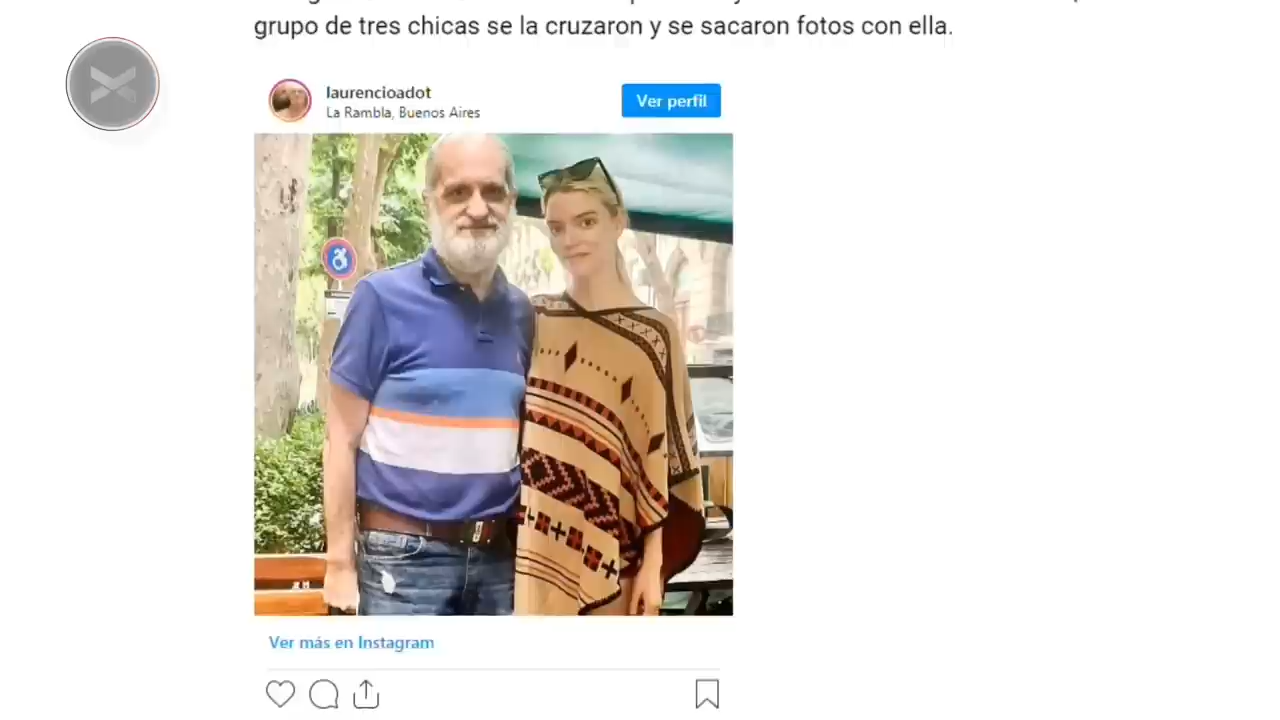 grupo de tres chicas se la cruzaron y se sacaron fotos con ella.
laurencioadot
La Rambla, Buenos Aires
Ver perfil
Ver más en Instagram